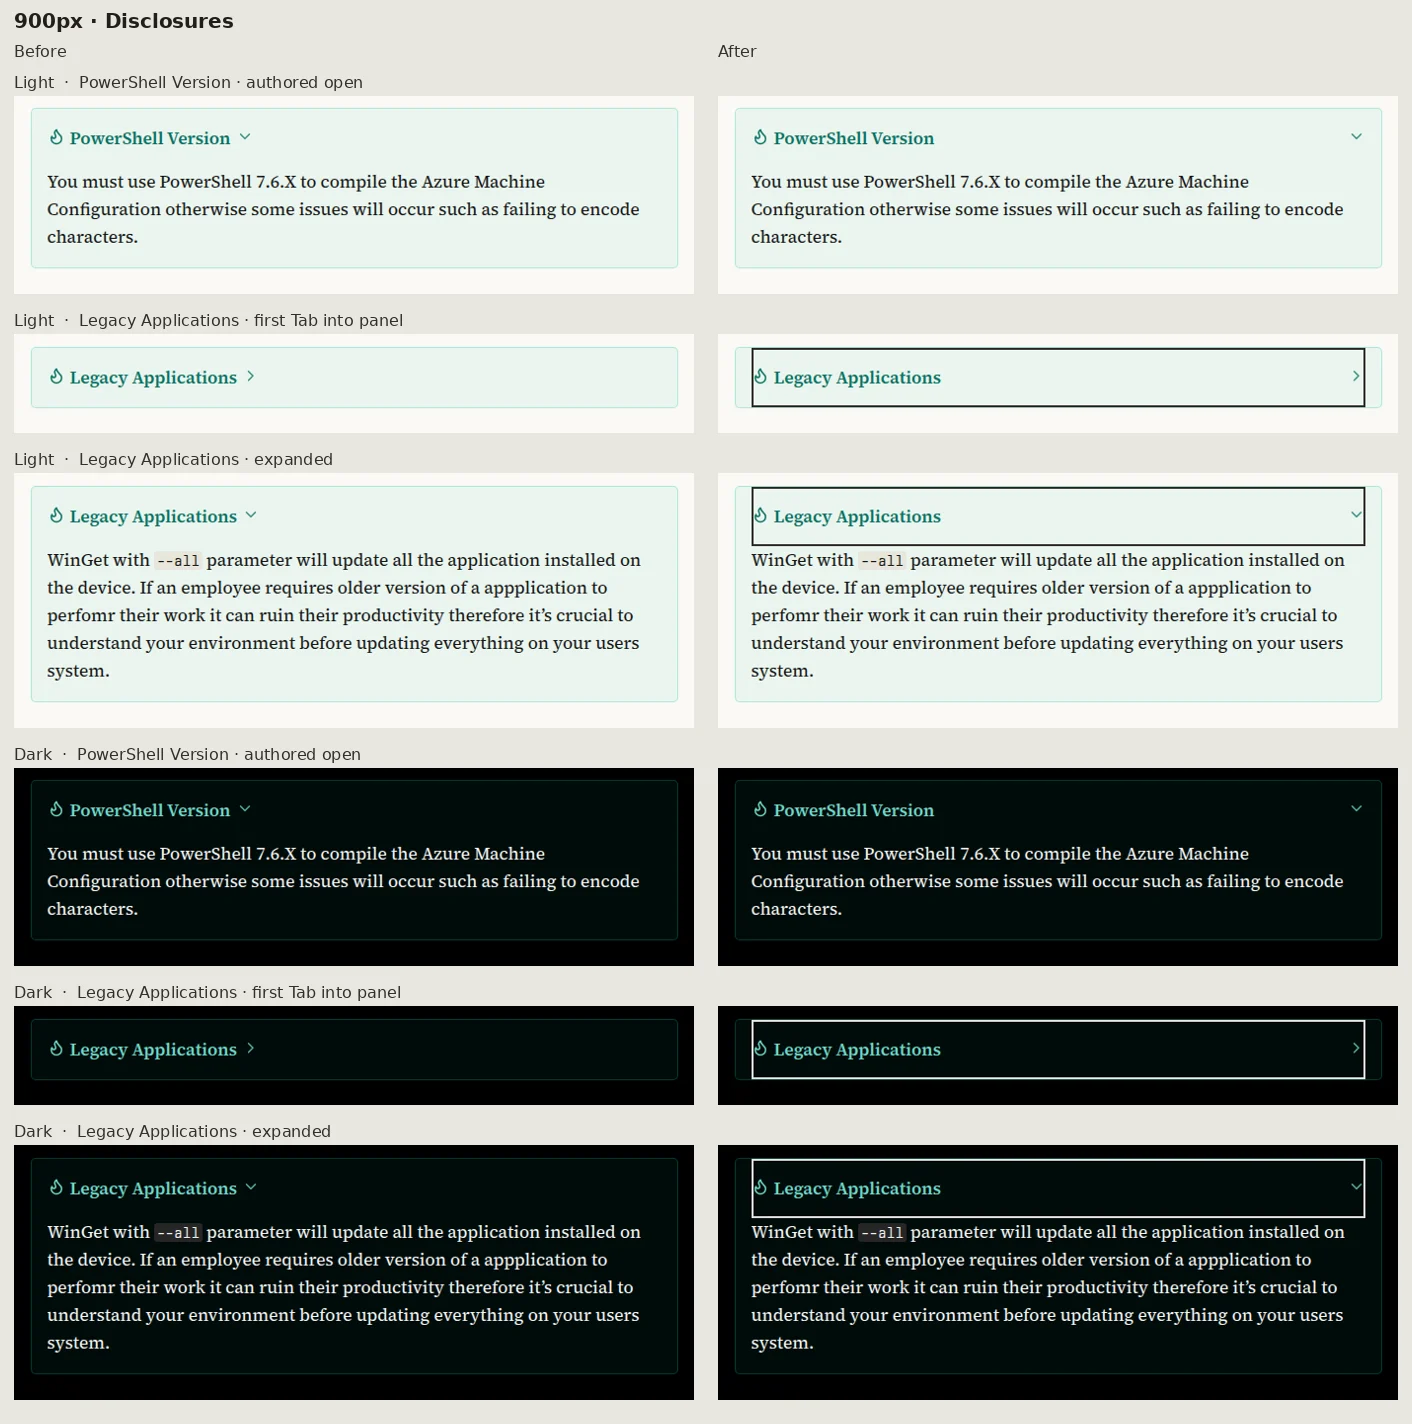 900px · Disclosures
Before
After
Light · PowerShell Version · authored open
PowerShell Version
You must use PowerShell 7.6.X to compile the Azure Machine
Configuration otherwise some issues will occur such as failing to encode
characters.
PowerShell Version
You must use PowerShell 7.6.X to compile the Azure Machine
Configuration otherwise some issues will occur such as failing to encode
characters.
Light · Legacy Applications · first Tab into panel
Legacy Applications
Legacy Applications
Light · Legacy Applications · expanded
Legacy Applications
WinGet with --all parameter will update all the application installed on
the device. If an employee requires older version of a appplication to
perfomr their work it can ruin their productivity therefore it’s crucial to
understand your environment before updating everything on your users
system.
Legacy Applications
WinGet with --all parameter will update all the application installed on
the device. If an employee requires older version of a appplication to
perfomr their work it can ruin their productivity therefore it’s crucial to
understand your environment before updating everything on your users
system.
Dark · PowerShell Version · authored open
PowerShell Version
You must use PowerShell 7.6.X to compile the Azure Machine
Configuration otherwise some issues will occur such as failing to encode
characters.
PowerShell Version
You must use PowerShell 7.6.X to compile the Azure Machine
Configuration otherwise some issues will occur such as failing to encode
characters.
Dark · Legacy Applications · first Tab into panel
Legacy Applications
Legacy Applications
Dark · Legacy Applications · expanded
Legacy Applications
WinGet with --all parameter will update all the application installed on
the device. If an employee requires older version of a appplication to
perfomr their work it can ruin their productivity therefore it’s crucial to
understand your environment before updating everything on your users
system.
Legacy Applications
WinGet with --all parameter will update all the application installed on
the device. If an employee requires older version of a appplication to
perfomr their work it can ruin their productivity therefore it’s crucial to
understand your environment before updating everything on your users
system.